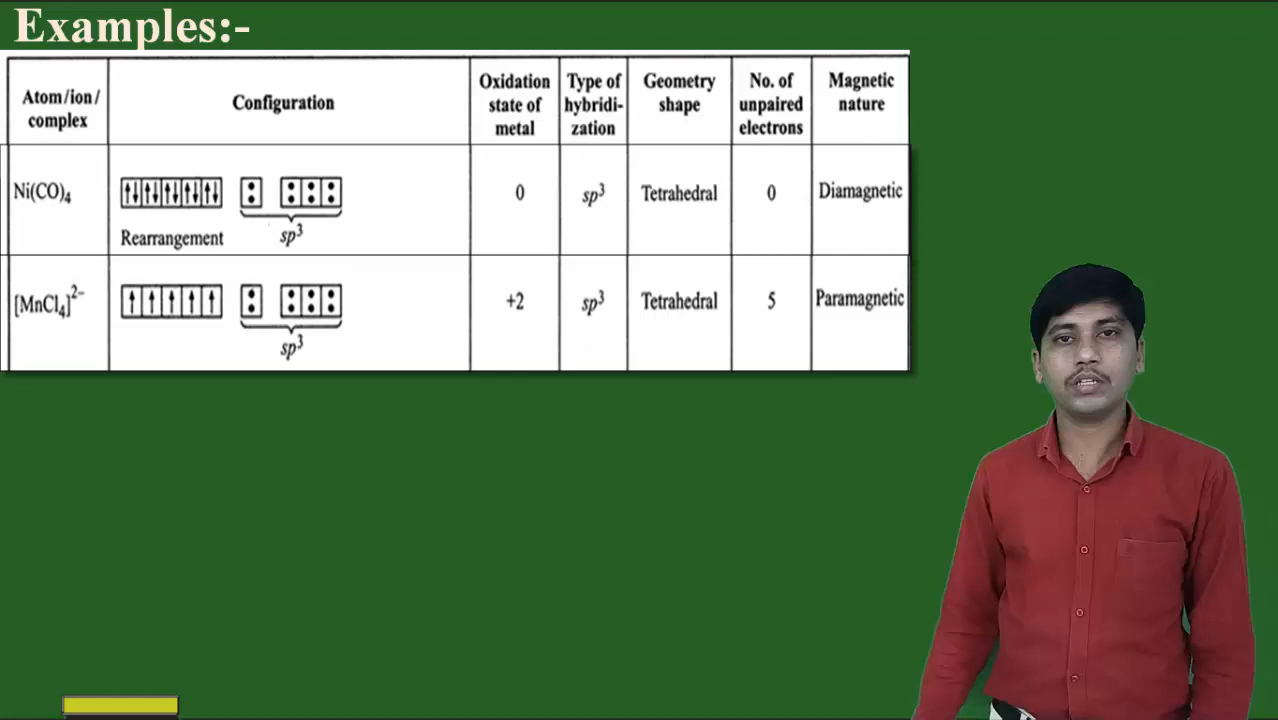 Examples:-
Atom/ion/
complex
Configuration
Oxidation
state of
metal
Type of
hybridi-
zation
Geometry
shape
No. of
unpaired
electrons
Magnetic
nature
Ni(CO)₄
↑↓ ↑↓ ↑↓ ↑↓ ↑↓
Rearrangement
sp³
0
sp³
Tetrahedral
0
Diamagnetic
[MnCl₄]²⁻
↑ ↑ ↑ ↑ ↑
sp³
+2
sp³
Tetrahedral
5
Paramagnetic